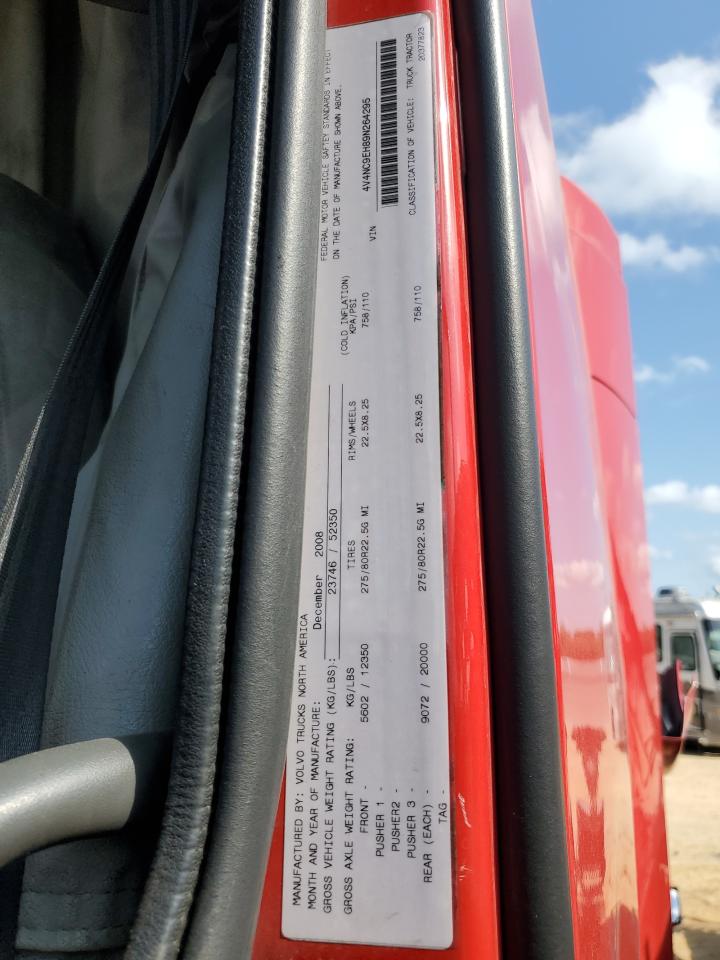 MANUFACTURED BY: VOLVO TRUCKS NORTH AMERICA
MONTH AND YEAR OF MANUFACTURE: December 2008
GROSS VEHICLE WEIGHT RATING (KG/LBS): 23746 / 52350
GROSS AXLE WEIGHT RATING: KG/LBS TIRES RIMS/WHEELS (COLD INFLATION) KPA/PSI
FRONT - 5602 / 12350 275/80R22.5G MI 22.5X8.25 758/110
PUSHER 1 -
PUSHER2 -
PUSHER 3 -
REAR (EACH) - 9072 / 20000 275/80R22.5G MI 22.5X8.25 758/110
TAG -
FEDERAL MOTOR VEHICLE SAFTEY STANDARDS IN EFFECT
ON THE DATE OF MANUFACTURE SHOWN ABOVE.
VIN 4V4NC9EH89N264295
CLASSIFICATION OF VEHICLE: TRUCK TRACTOR
20377823